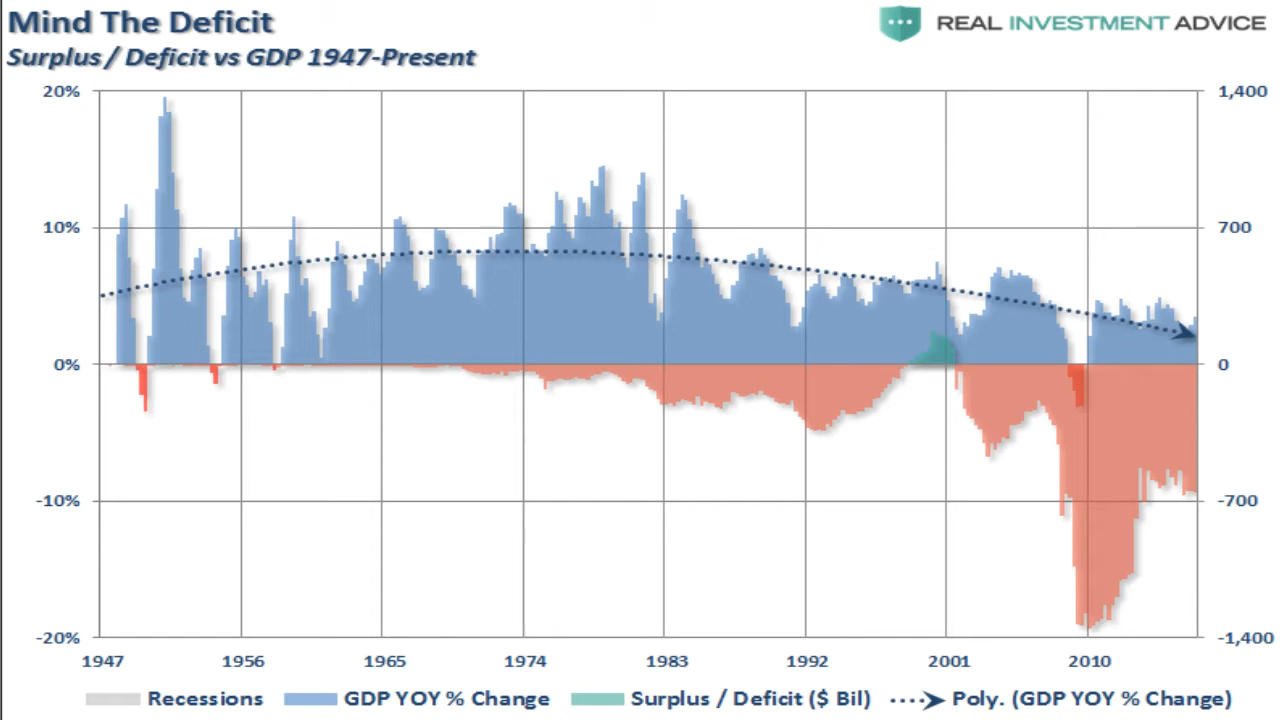 Mind The Deficit
REAL INVESTMENT ADVICE
Surplus / Deficit vs GDP 1947-Present
20% 1,400
10% 700
0% 0
-10% -700
-20% -1,400
1947 1956 1965 1974 1983 1992 2001 2010
Recessions GDP YOY % Change Surplus / Deficit ($ Bil) Poly. (GDP YOY % Change)